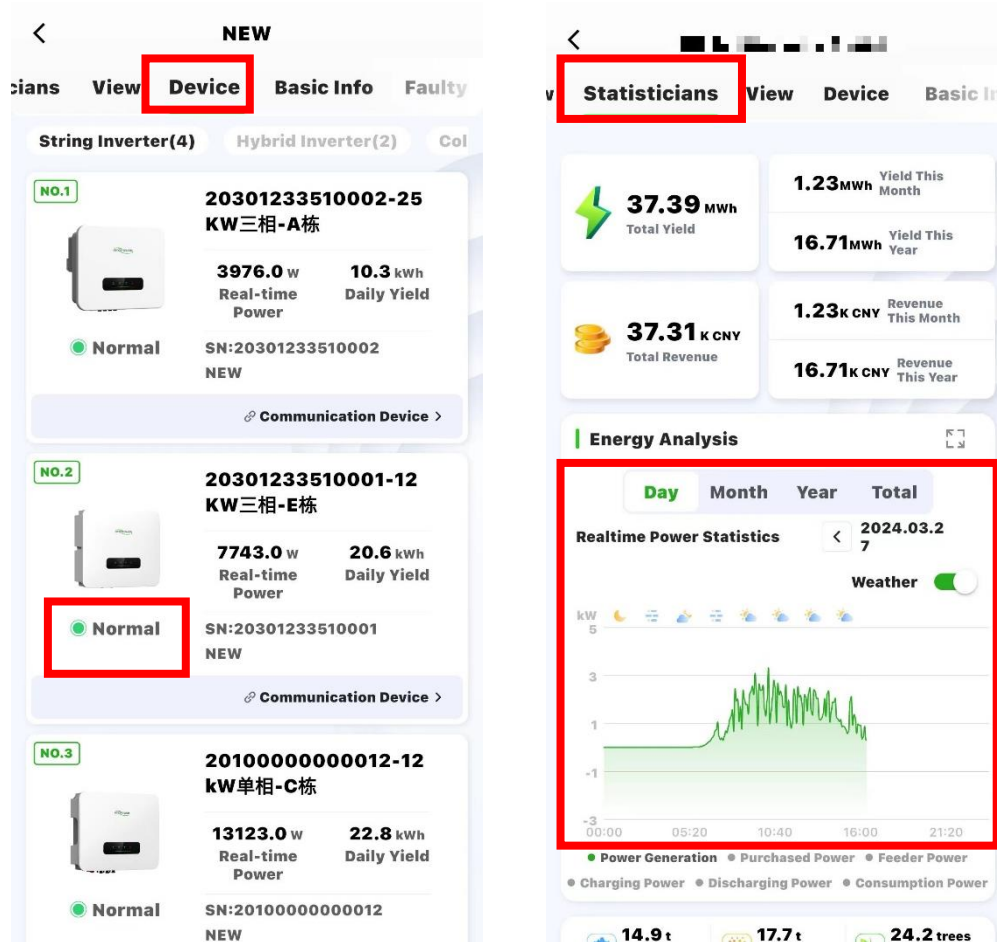 NEW
cians View Device Basic Info Faulty
String Inverter(4) Hybrid Inverter(2) Col
NO.1
20301233510002-25
KW三相-A栋
3976.0 W 10.3 kWh
Real-time Daily Yield
Power
Normal
SN:20301233510002
NEW
Communication Device >
NO.2
20301233510001-12
KW三相-E栋
7743.0 W 20.6 kWh
Real-time Daily Yield
Power
Normal
SN:20301233510001
NEW
Communication Device >
NO.3
20100000000012-12
kW单相-C栋
13123.0 W 22.8 kWh
Real-time Daily Yield
Power
Normal
SN:20100000000012
NEW
w Statisticians View Device Basic In
37.39 MWh
Total Yield
1.23MWh Yield This
Month
16.71MWh Yield This
Year
37.31 K CNY
Total Revenue
1.23K CNY Revenue
This Month
16.71K CNY Revenue
This Year
Energy Analysis
Day Month Year Total
Realtime Power Statistics < 2024.03.2
7
Weather
kW
5
3
1
-1
-3
00:00 05:20 10:40 16:00 21:20
Power Generation Purchased Power Feeder Power
Charging Power Discharging Power Consumption Power
14.9 t 17.7 t 24.2 trees